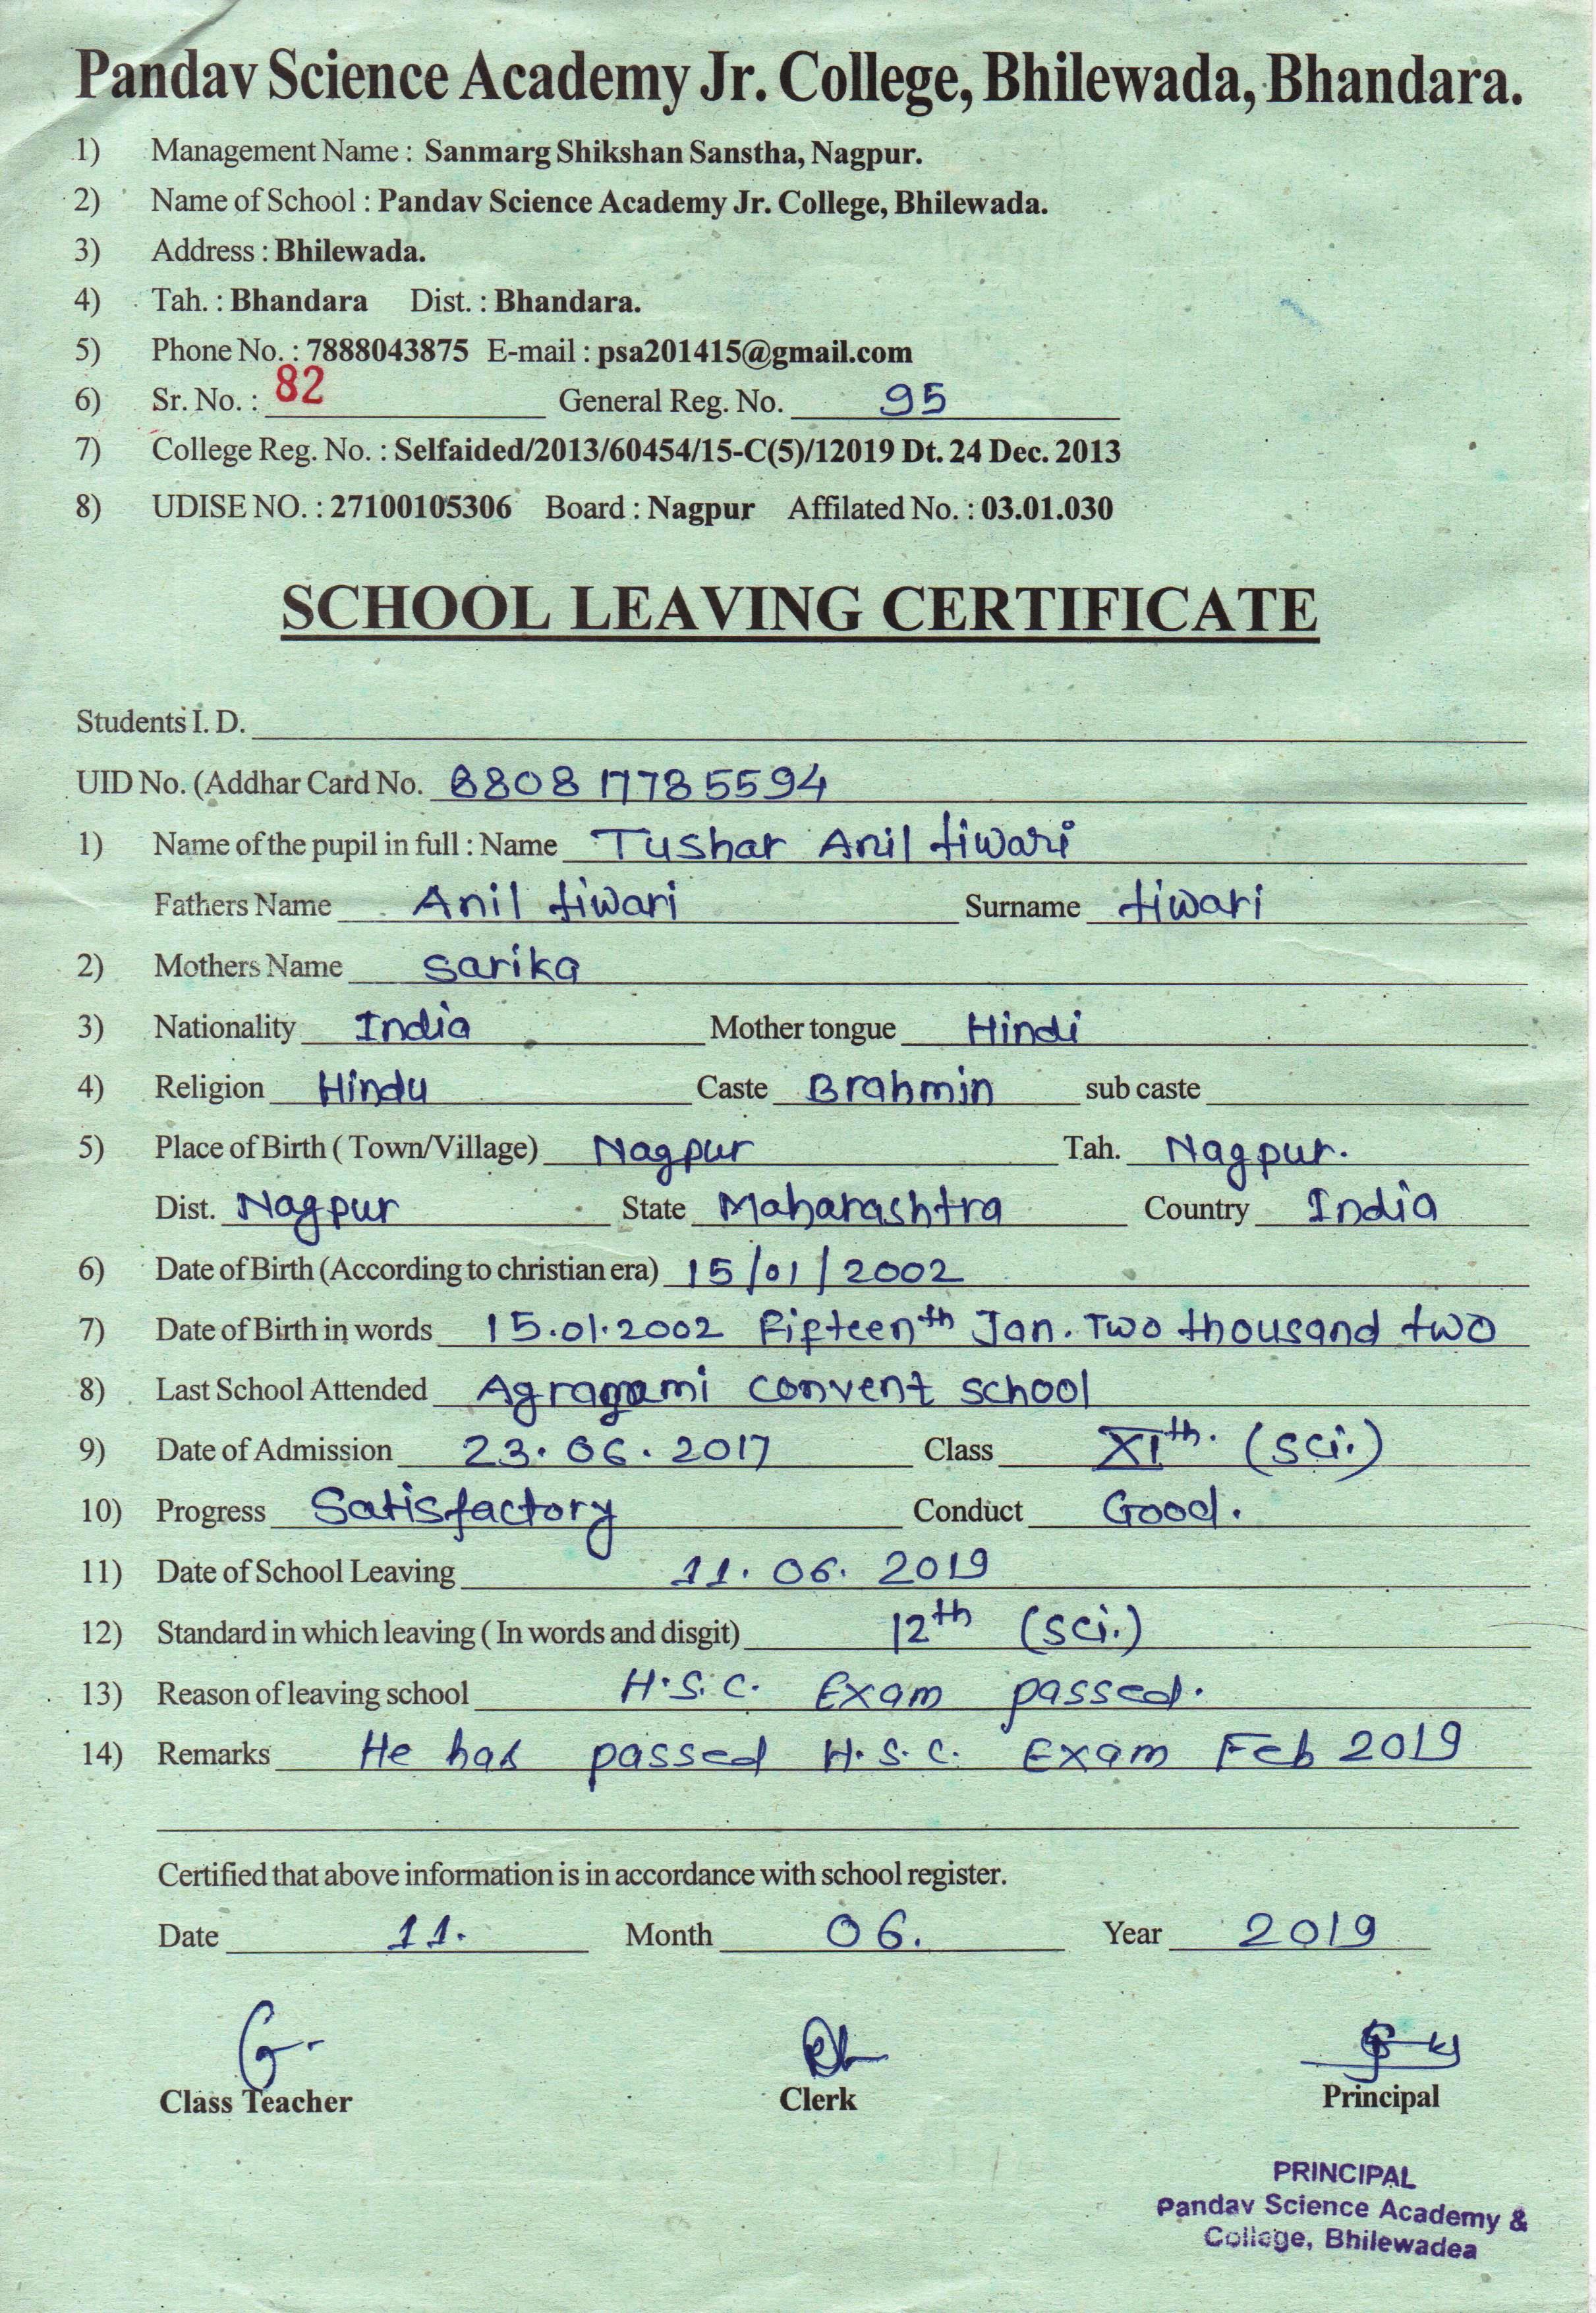 Pandav Science Academy Jr. College, Bhilewada, Bhandara.
1) Management Name : Sanmarg Shikshan Sanstha, Nagpur.
2) Name of School : Pandav Science Academy Jr. College, Bhilewada.
3) Address : Bhilewada.
4) Tah. : Bhandara Dist. : Bhandara.
5) Phone No. : 7888043875 E-mail : psa201415@gmail.com
6) Sr. No. : 82 General Reg. No. 95
7) College Reg. No. : Selfaided/2013/60454/15-C(5)/12019 Dt. 24 Dec. 2013
8) UDISE NO. : 27100105306 Board : Nagpur Affilated No. : 03.01.030
SCHOOL LEAVING CERTIFICATE
Students I. D.
UID No. (Addhar Card No. 8808 1778 5594
1) Name of the pupil in full : Name Tushar Anil tiwari
Fathers Name Anil tiwari Surname tiwari
2) Mothers Name Sarika
3) Nationality India Mother tongue Hindi
4) Religion Hindu Caste Brahmin sub caste
5) Place of Birth ( Town/Village) Nagpur Tah. Nagpur.
Dist. Nagpur State Maharashtra Country India
6) Date of Birth (According to christian era) 15/01/2002
7) Date of Birth in words 15.01.2002 Fifteenth Jan. Two thousand two
8) Last School Attended Agragami convent school
9) Date of Admission 23.06.2017 Class XIth. (Sci.)
10) Progress Satisfactory Conduct Good.
11) Date of School Leaving 11.06.2019
12) Standard in which leaving ( In words and disgit) 12th (Sci.)
13) Reason of leaving school H.S.C. Exam passed.
14) Remarks He has passed H.S.C. Exam Feb 2019
Certified that above information is in accordance with school register.
Date 11. Month 06. Year 2019
Class Teacher Clerk Principal
PRINCIPAL
Pandav Science Academy &
College, Bhilewadea